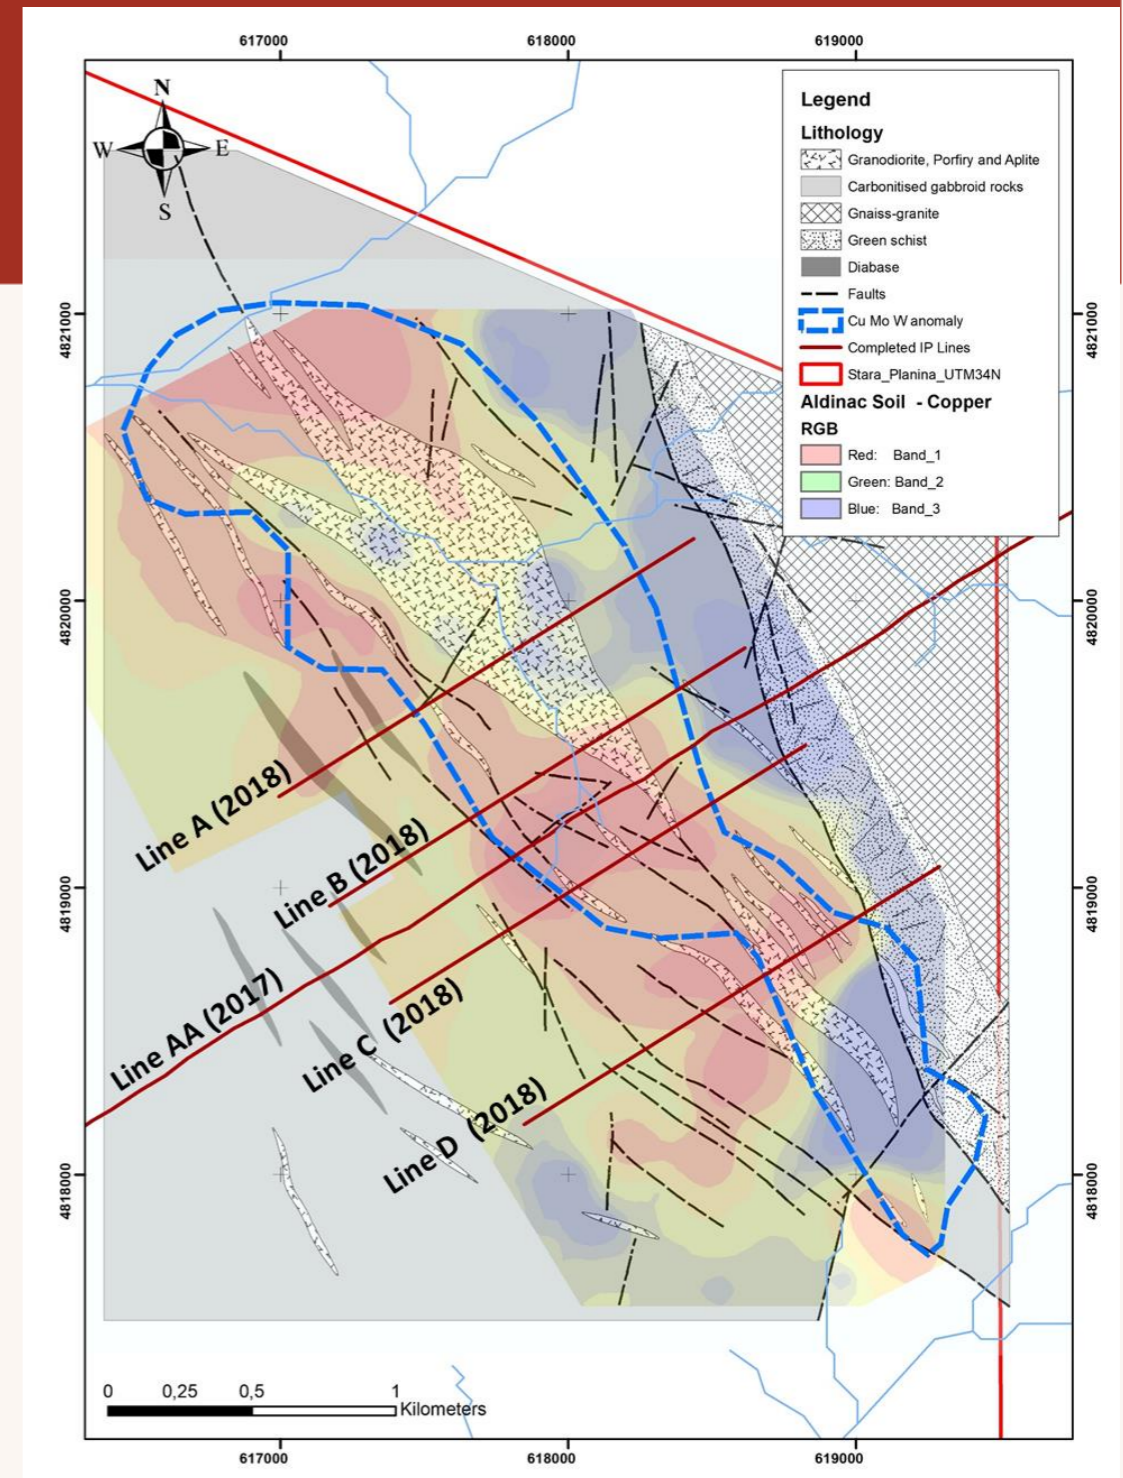 617000 618000 619000
N
W E
S
Legend
Lithology
Granodiorite, Porfiry and Aplite
Carbonitised gabbroid rocks
Gnaiss-granite
Green schist
Diabase
Faults
Cu Mo W anomaly
Completed IP Lines
Stara_Planina_UTM34N
Aldinac Soil - Copper
RGB
Red: Band_1
Green: Band_2
Blue: Band_3
4821000 4821000
4820000 4820000
Line A (2018)
Line B (2018)
4819000 4819000
Line AA (2017)
Line C (2018)
Line D (2018)
4818000 4818000
0 0,25 0,5 1
Kilometers
617000 618000 619000